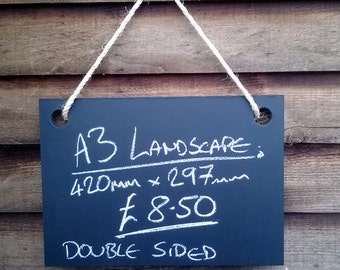 A3 LANDSCAPE.
420mm x 297mm
£8.50
DOUBLE SIDED